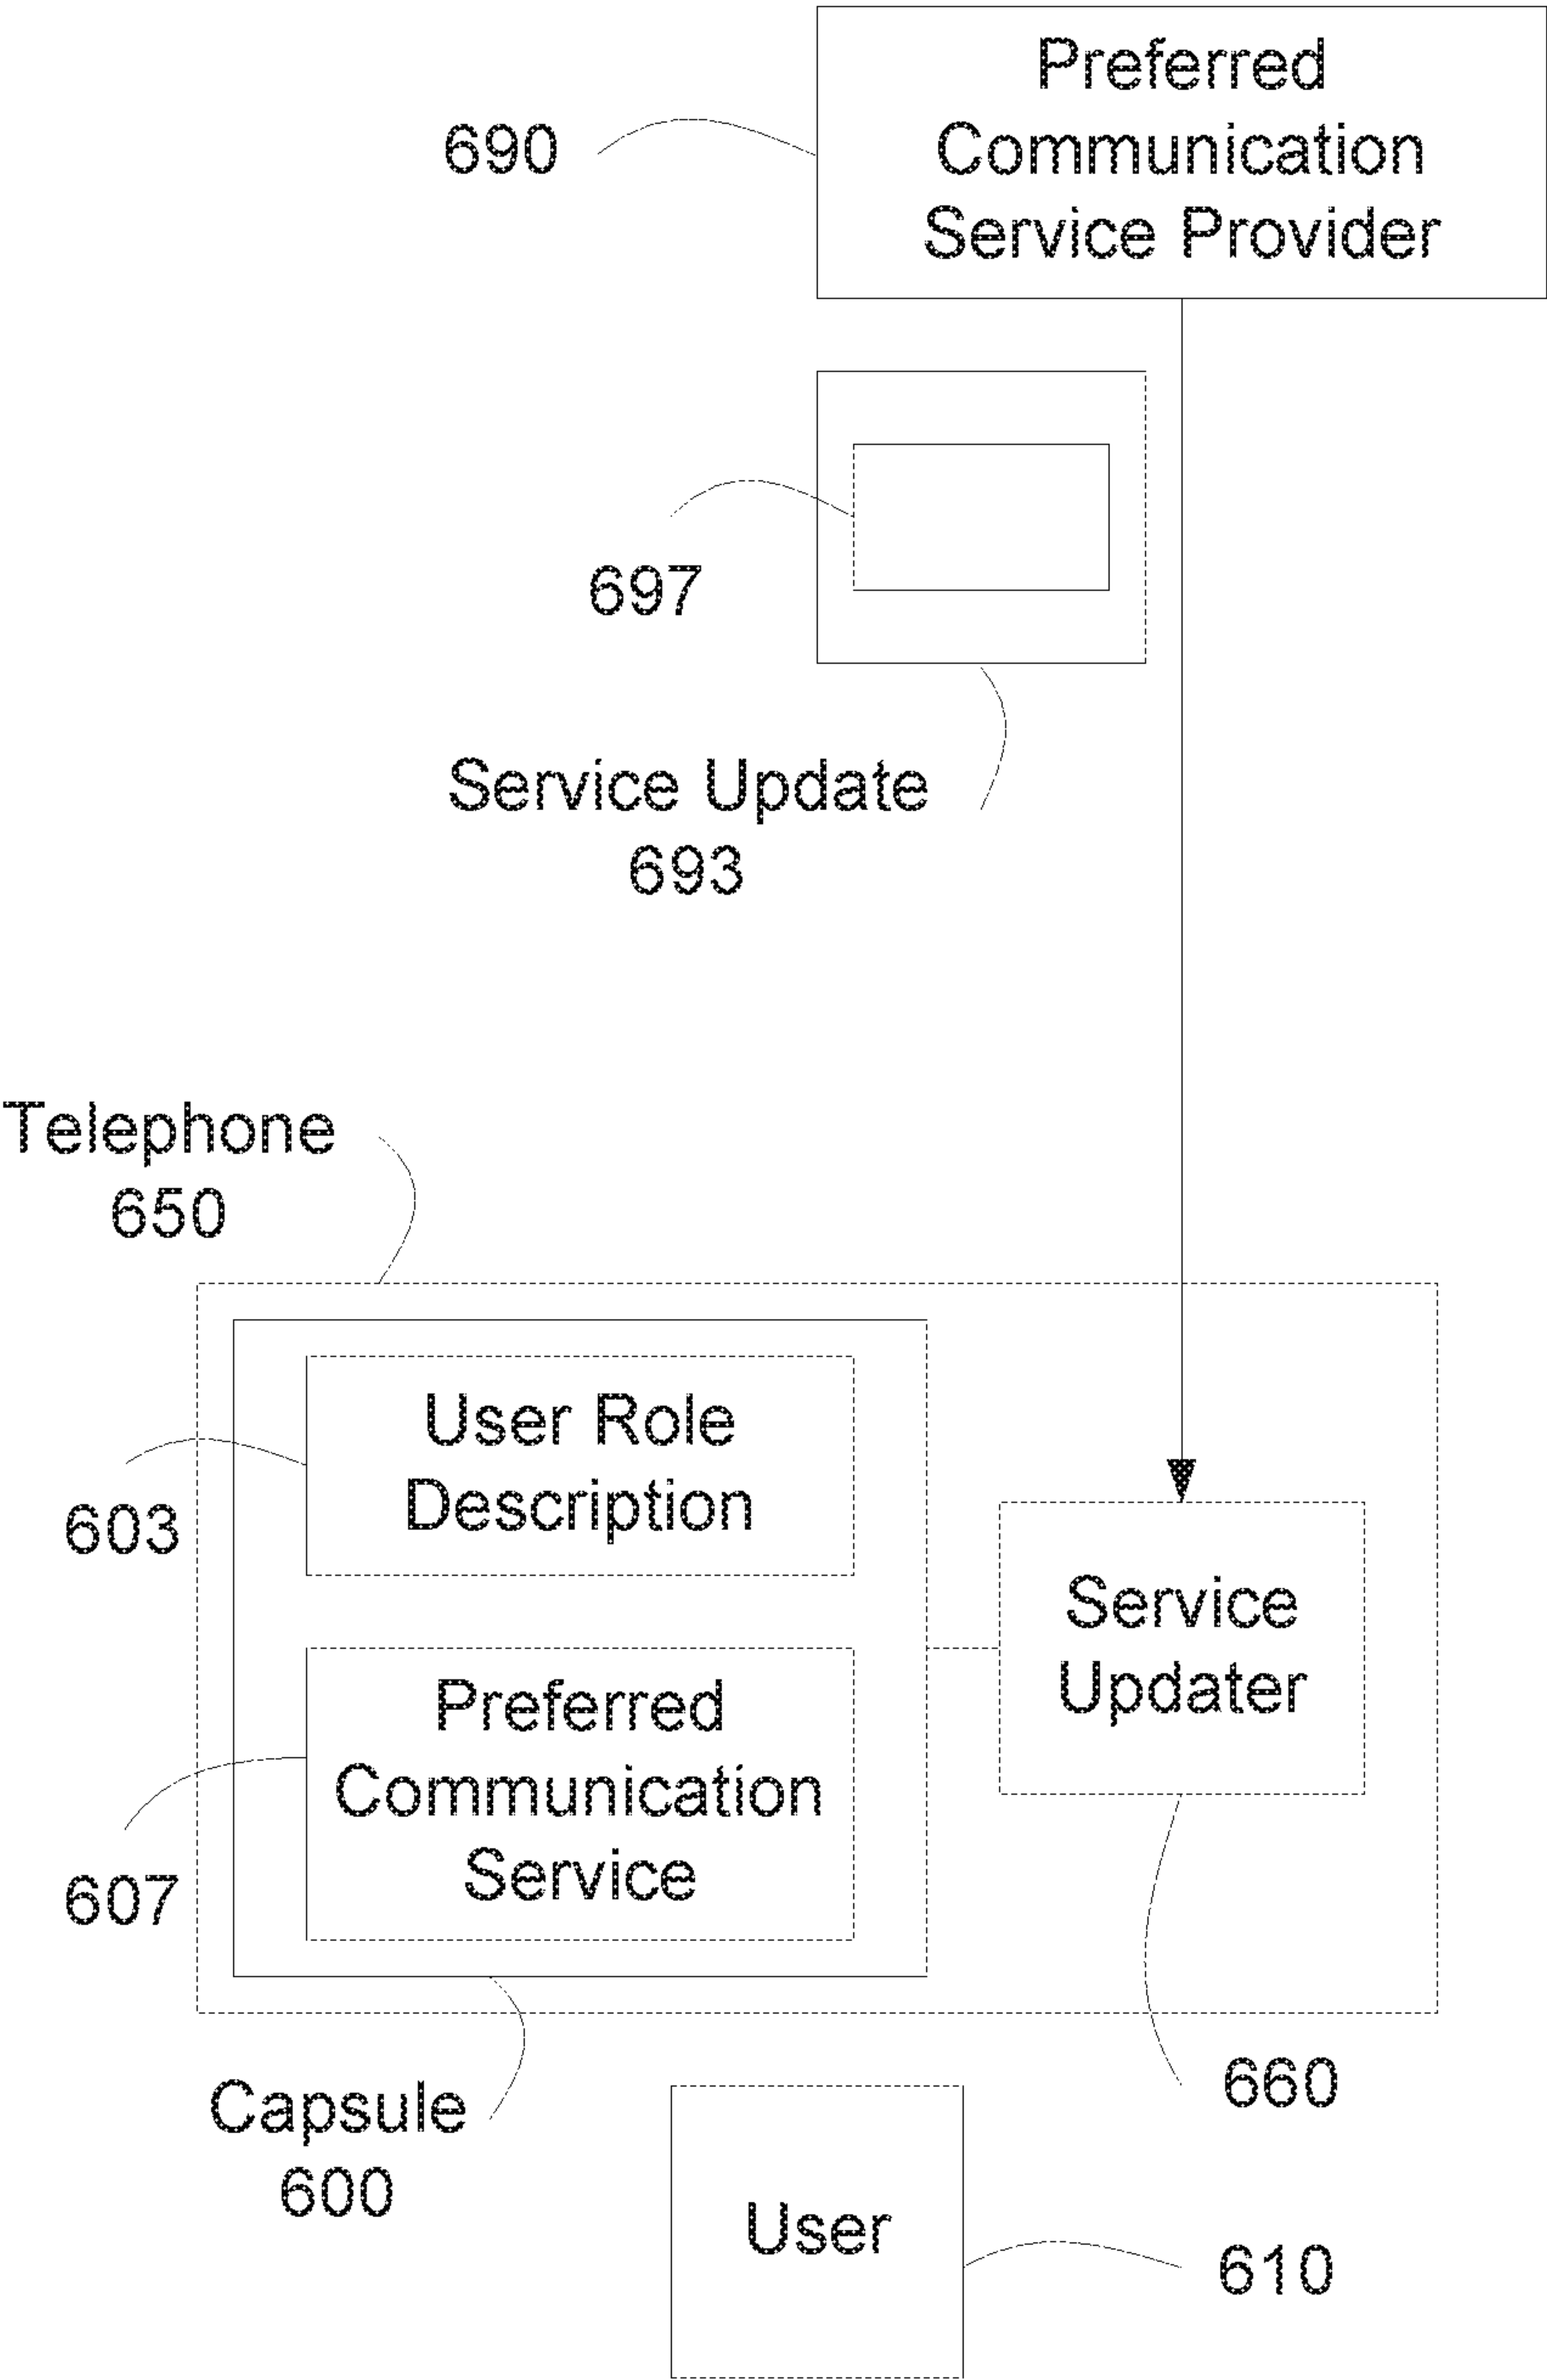 Preferred
Communication
Service Provider
690
697
Service Update
693
Telephone
650
User Role
Description
603
Service
Updater
Preferred
Communication
Service
607
660
Capsule
600
User
610